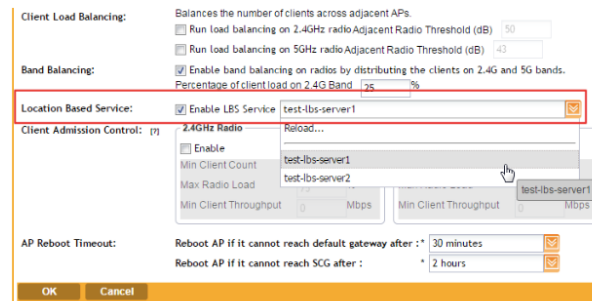 Client Load Balancing: Balances the number of clients across adjacent APs.
Run load balancing on 2.4GHz radio Adjacent Radio Threshold (dB) 50
Run load balancing on 5GHz radio Adjacent Radio Threshold (dB) 43
Band Balancing: Enable band balancing on radios by distributing the clients on 2.4G and 5G bands.
Percentage of client load on 2.4G Band 25 %
Location Based Service: Enable LBS Service test-lbs-server1
Client Admission Control: [?] 2.4GHz Radio Reload...
Enable test-lbs-server1
Min Client Count
test-lbs-server2
Max Radio Load 75 test-lbs-server1
Min Client Throughput 0 Mbps Min Client Throughput 0 Mbps
AP Reboot Timeout: Reboot AP if it cannot reach default gateway after :* 30 minutes
Reboot AP if it cannot reach SCG after : * 2 hours
OK Cancel